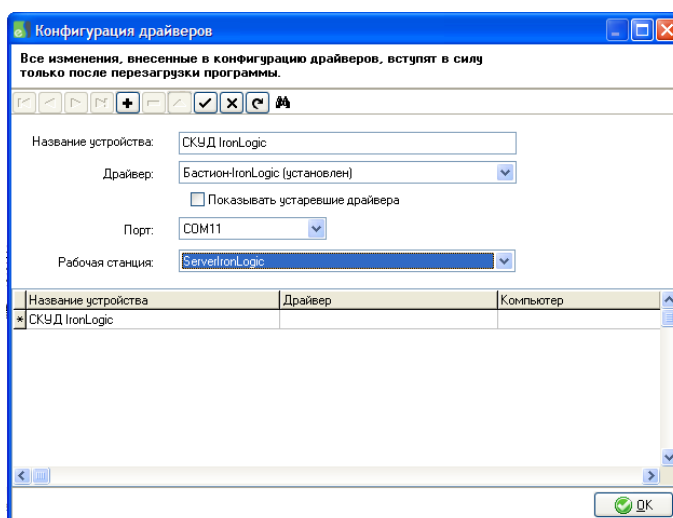 Конфигурация драйверов
Все изменения, внесенные в конфигурацию драйверов, вступят в силу
только после перезагрузки программы.
Название устройства: СКУД IronLogic
Драйвер: Бастион-IronLogic (установлен)
Показывать устаревшие драйвера
Порт: COM11
Рабочая станция: ServerIronLogic
Название устройства Драйвер Компьютер
* СКУД IronLogic
OK